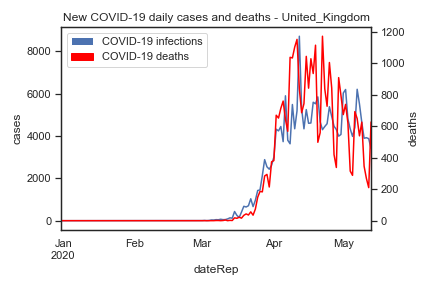 New COVID-19 daily cases and deaths - United_Kingdom
COVID-19 infections
COVID-19 deaths
8000
6000
4000
2000
0
cases
1200
1000
800
600
400
200
0
deaths
Jan
2020
Feb
Mar
Apr
May
dateRep